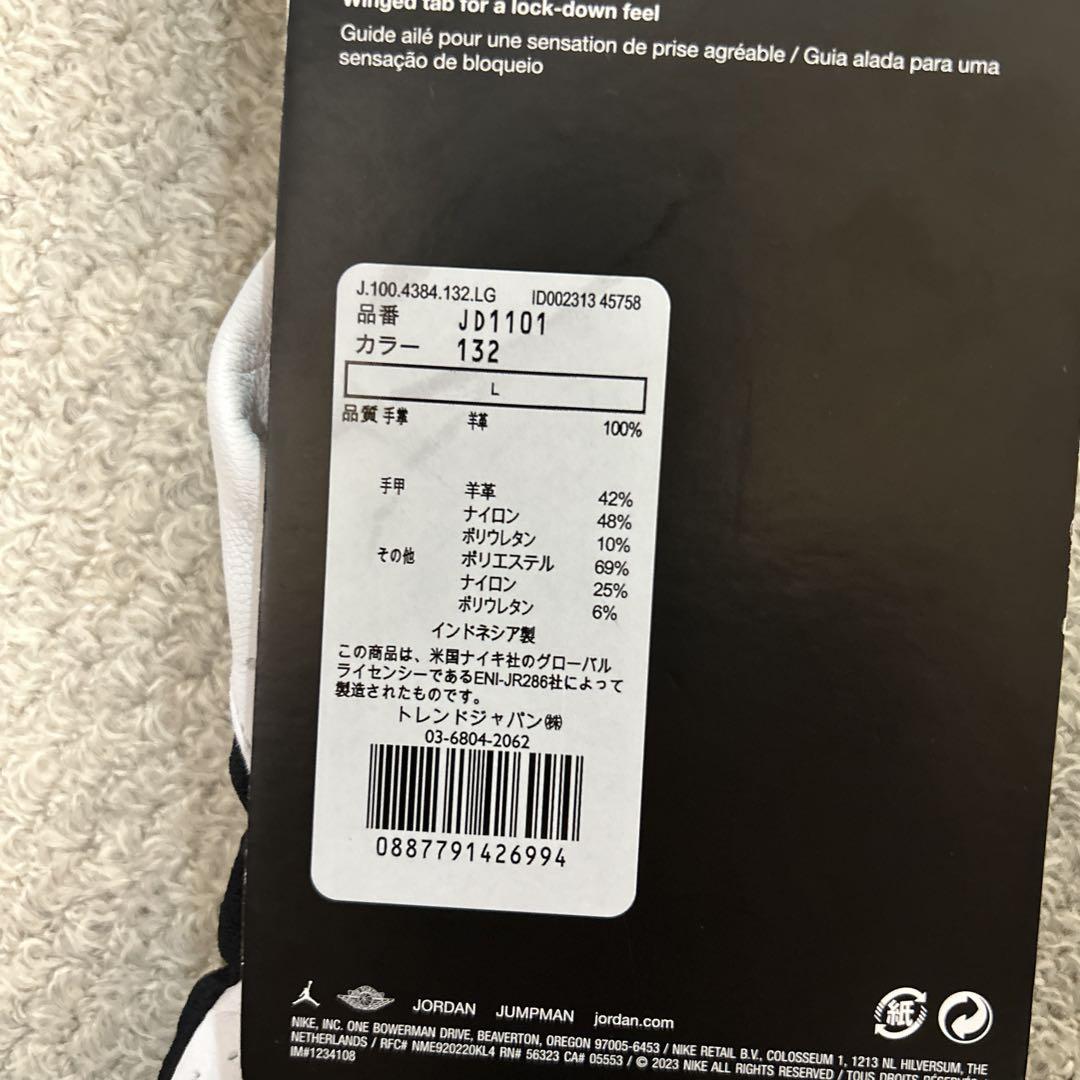 Winged tab for a lock-down feel
Guide ailé pour une sensation de prise agréable / Guia alada para uma
sensação de bloqueio
J.100.4384.132.LG ID002313 45758
品番 JD1101
カラー 132
L
品質 手掌 羊革 100%
手甲 羊革 42%
ナイロン 48%
ポリウレタン 10%
その他 ポリエステル 69%
ナイロン 25%
ポリウレタン 6%
インドネシア製
この商品は、米国ナイキ社のグローバル
ライセンシーであるENI-JR286社によって
製造されたものです。
トレンドジャパン㈱
03-6804-2062
0887791426994
JORDAN JUMPMAN jordan.com
紙
NIKE, INC. ONE BOWERMAN DRIVE, BEAVERTON, OREGON 97005-6453 / NIKE RETAIL B.V., COLOSSEUM 1, 1213 NL HILVERSUM, THE
NETHERLANDS / RFC# NME920220KL4 RN# 56323 CA# 05553 / © 2023 NIKE ALL RIGHTS RESERVED / TOUS DROITS
IM#1234108